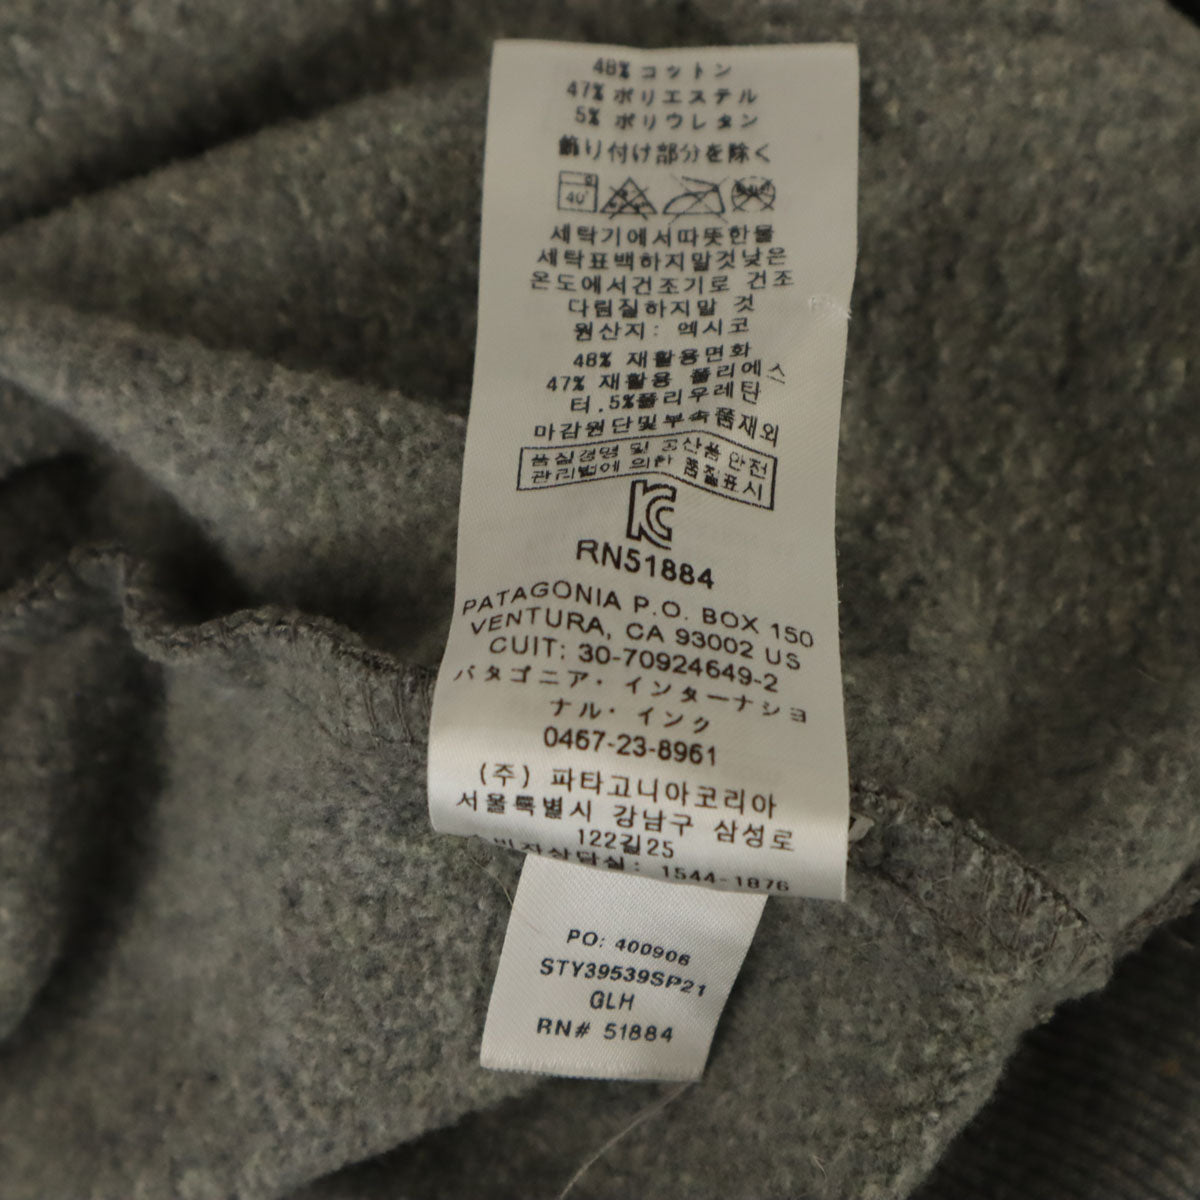 48% コットン
47% ポリエステル
5% ポリウレタン
飾り付け部分を除く
40°
세탁기에서따뜻한물
세탁표백하지말것낮은
온도에서건조기로 건조
다림질하지말 것
원산지: 엑시코
48% 재활용면화
47% 재활용 폴리에스
터.5%폴리우레탄
마감원단및부속품재외
품실경영 및 공산품 안전
관리법에 의한 품질표시
KC
RN51884
PATAGONIA P.O. BOX 150
VENTURA, CA 93002 US
CUIT: 30-70924649-2
パタゴニア・インターナショ
ナル・インク
0467-23-8961
(주) 파타고니아코리아
서울특별시 강남구 삼성로
122길25
상담실: 1544-1876
PO: 400906
STY39539SP21
GLH
RN# 51884